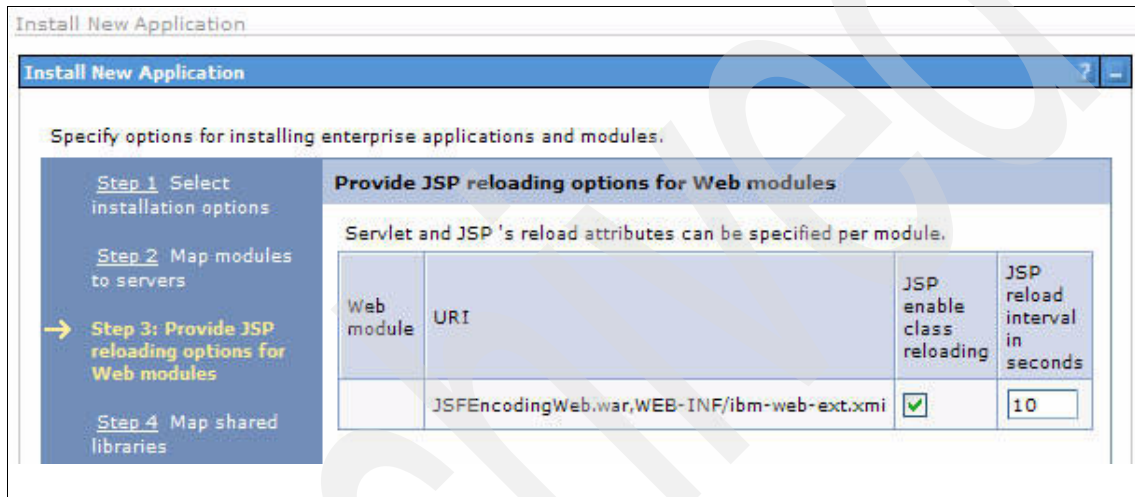 Install New Application
Install New Application
? -
Specify options for installing enterprise applications and modules.
Step 1 Select
installation options
Step 2 Map modules
to servers
→ Step 3: Provide JSP
reloading options for
Web modules
Step 4 Map shared
libraries
Provide JSP reloading options for Web modules
Servlet and JSP 's reload attributes can be specified per module.
Web
module
URI
JSP
enable
class
reloading
JSP
reload
interval
in
seconds
JSFEncodingWeb.war,WEB-INF/ibm-web-ext.xmi
10